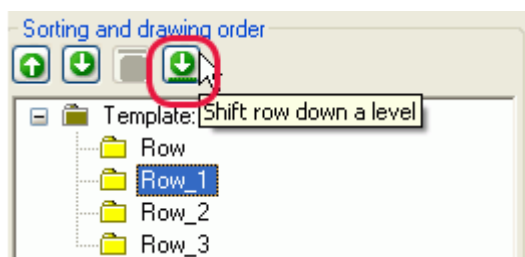 Sorting and drawing order
Template: Shift row down a level
Row
Row_1
Row_2
Row_3